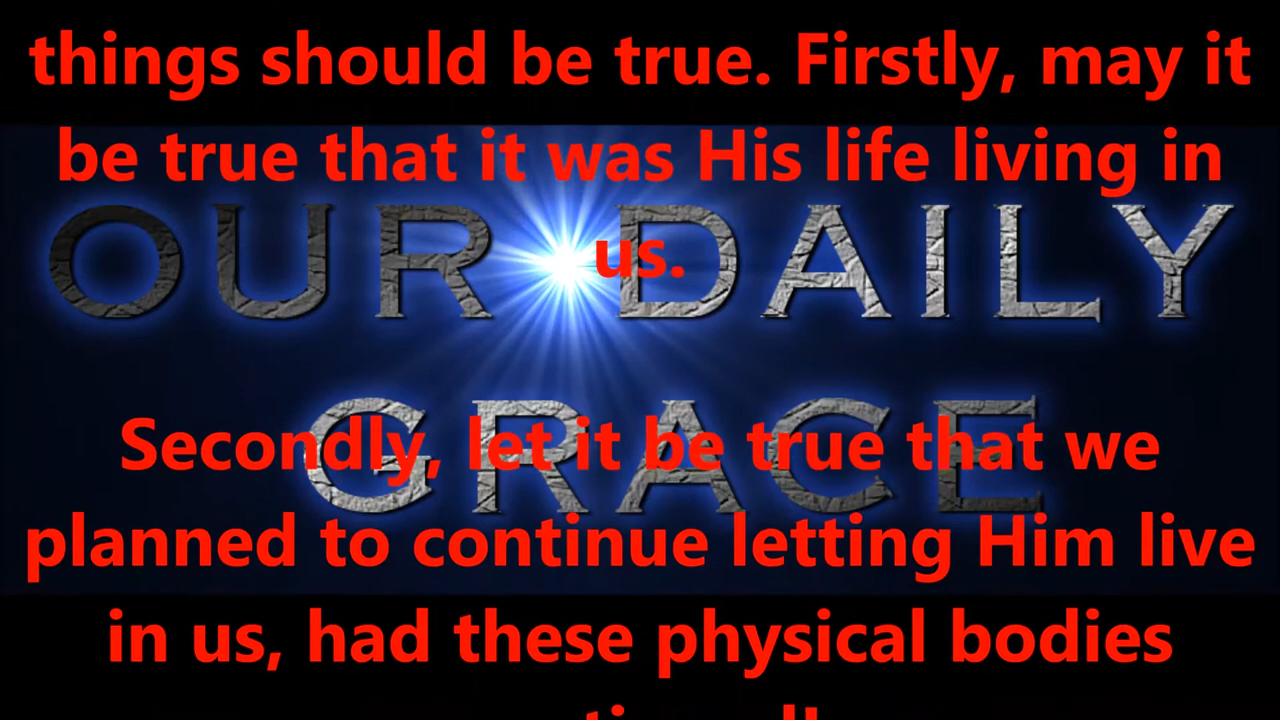 things should be true. Firstly, may it
be true that it was His life living in
us.
OUR DAILY
GRACE
Secondly, let it be true that we
planned to continue letting Him live
in us, had these physical bodies